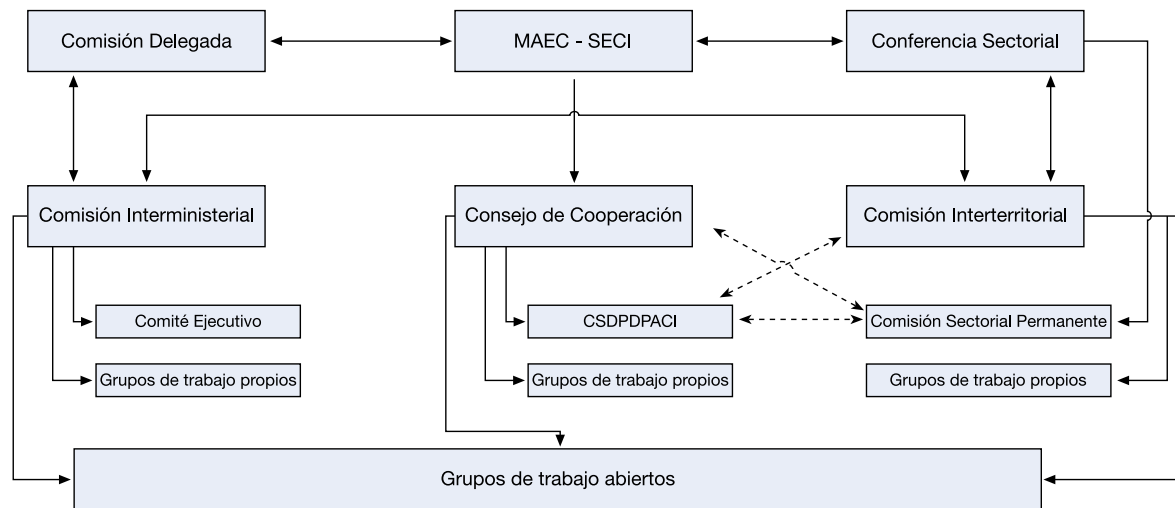 Comisión Delegada
MAEC - SECI
Conferencia Sectorial
Comisión Interministerial
Consejo de Cooperación
Comisión Interterritorial
Comité Ejecutivo
CSDPDPACI
Comisión Sectorial Permanente
Grupos de trabajo propios
Grupos de trabajo propios
Grupos de trabajo propios
Grupos de trabajo abiertos